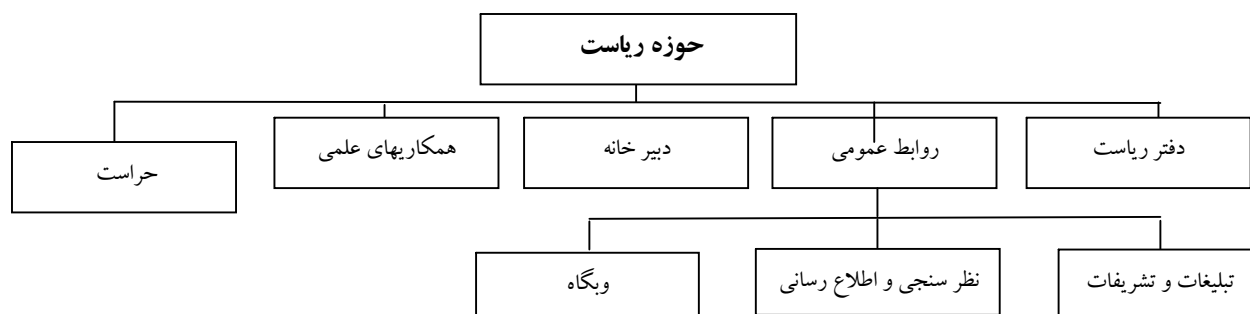 حوزه ریاست
دفتر ریاست
روابط عمومی
دبیر خانه
همکاریهای علمی
حراست
تبلیغات و تشریفات
نظر سنجی و اطلاع رسانی
وبگاه